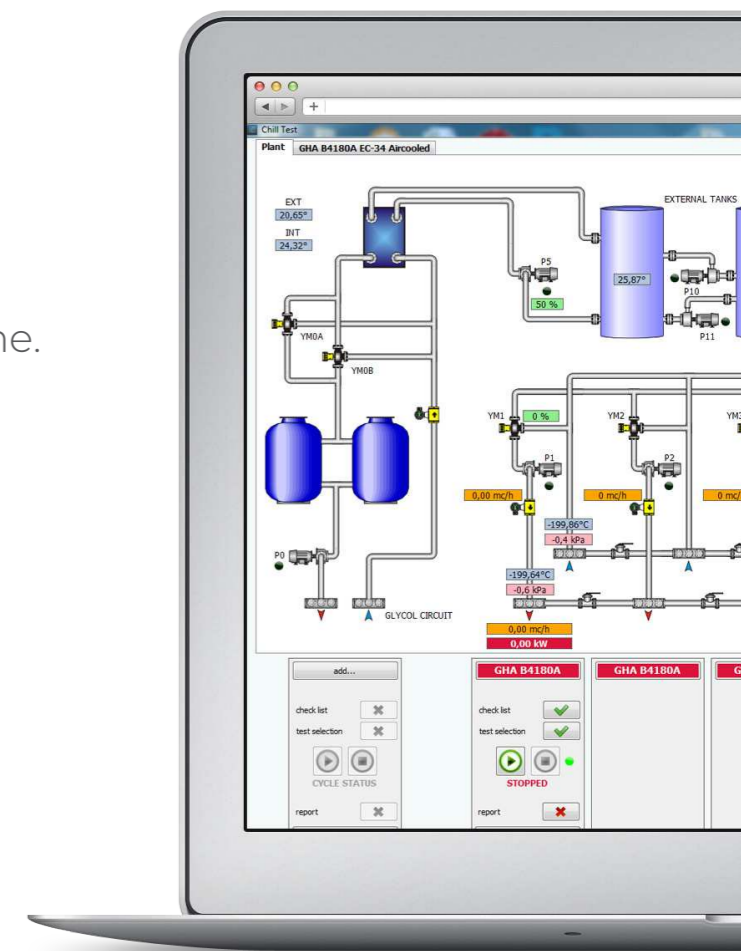 ne.
Chill Test
Plant
GHA B4180A EC-34 Aircooled
EXT
20,65°
INT
24,32°
EXTERNAL TANKS
P5
50 %
25,87°
P10
P11
YM0A
YM0B
YM1
0 %
YM2
YM3
P1
P2
0,00 mc/h
0 mc/h
0 mc/
-199,86°C
-0,4 kPa
P0
-199,64°C
-0,6 kPa
GLYCOL CIRCUIT
0,00 mc/h
0,00 kW
add...
GHA B4180A
GHA B4180A
G
check list
check list
test selection
test selection
CYCLE STATUS
STOPPED
report
report